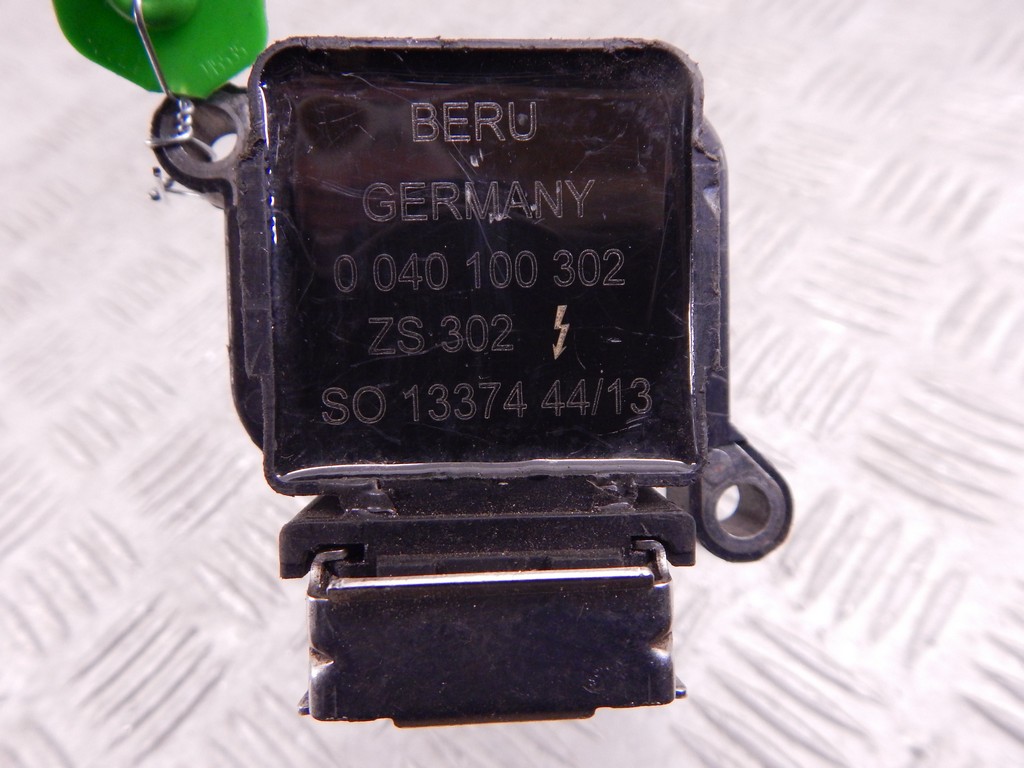 BERU
GERMANY
0 040 100 302
ZS 302
SO 13374 44/13